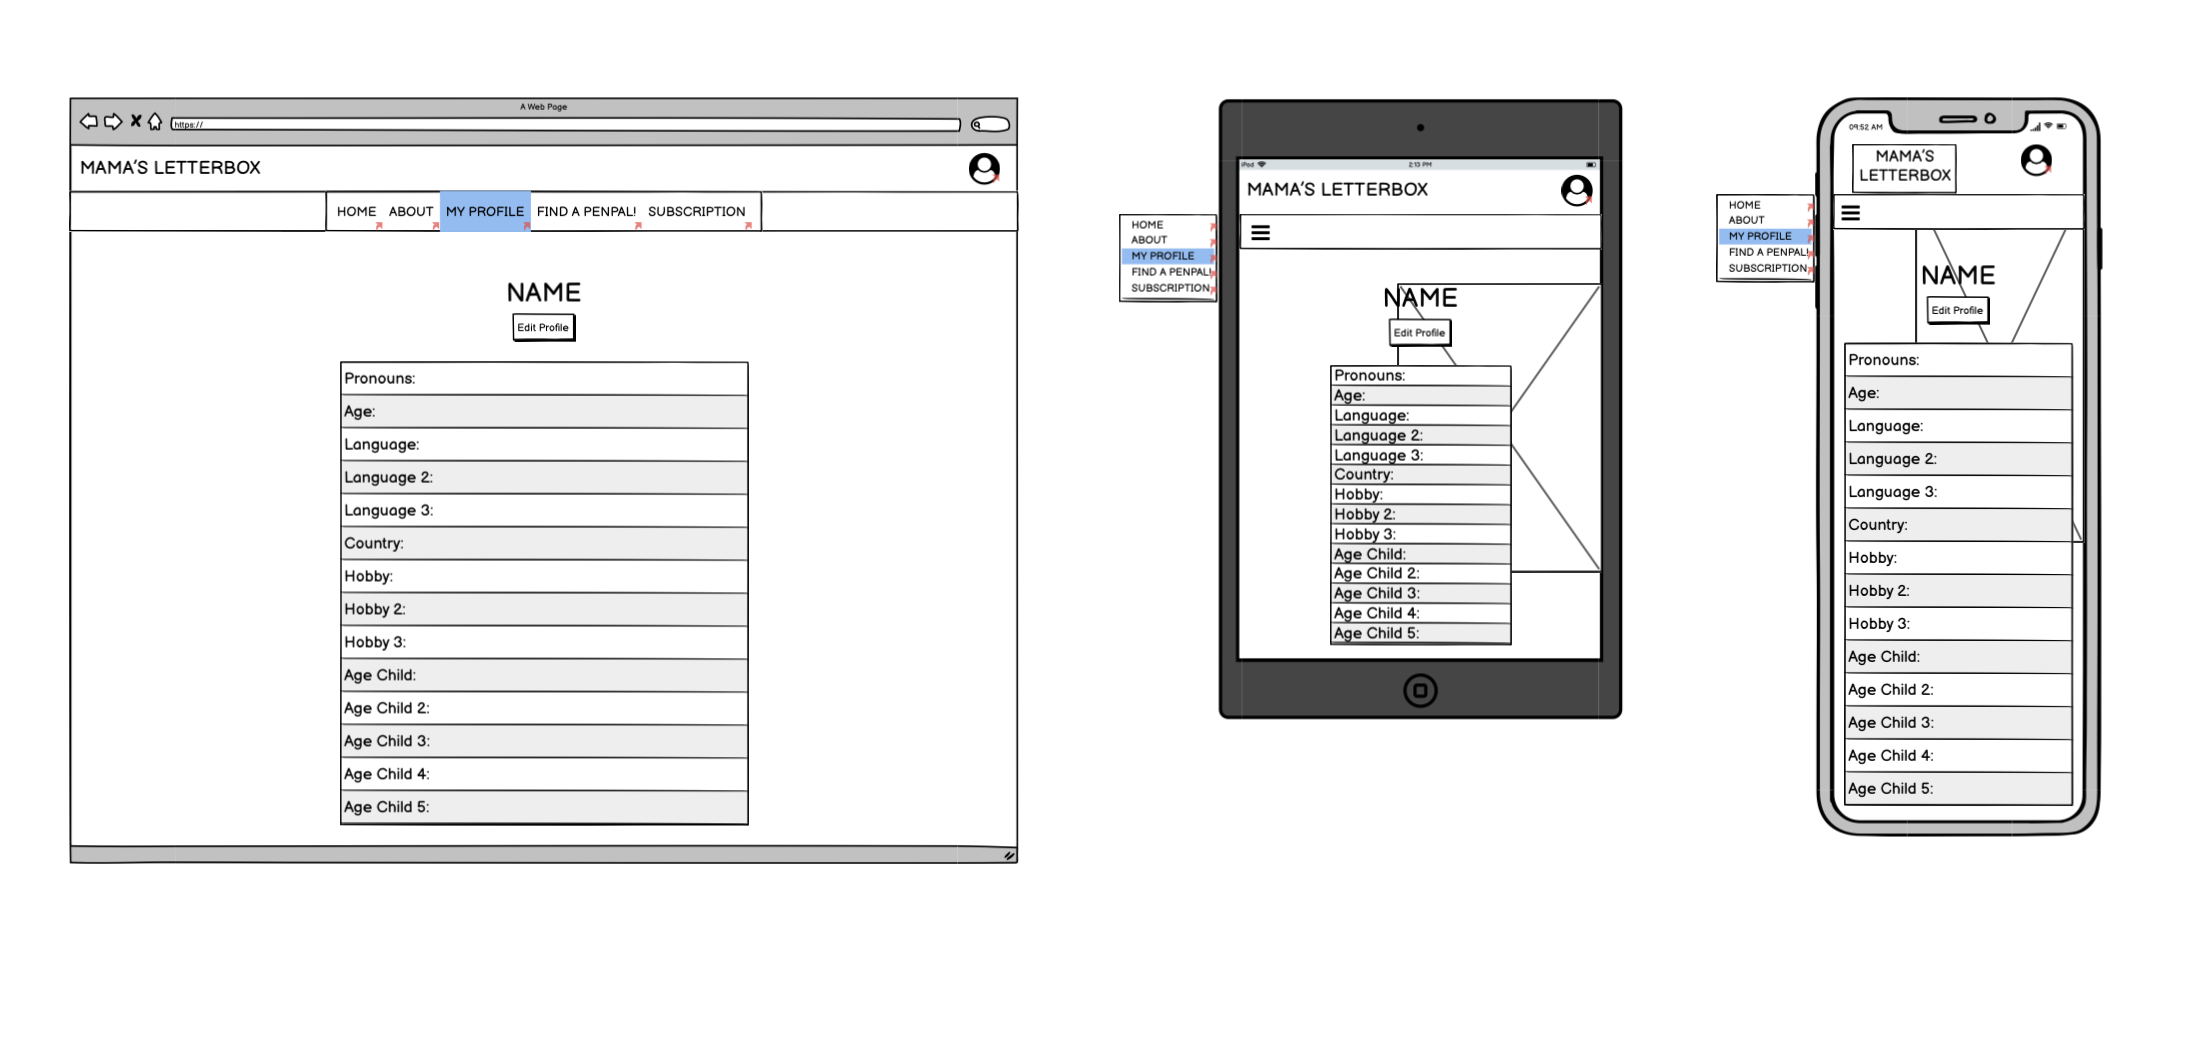 A Web Page
https://
MAMA'S LETTERBOX
HOME ABOUT MY PROFILE FIND A PENPAL! SUBSCRIPTION
NAME
Edit Profile
Pronouns:
Age:
Language:
Language 2:
Language 3:
Country:
Hobby:
Hobby 2:
Hobby 3:
Age Child:
Age Child 2:
Age Child 3:
Age Child 4:
Age Child 5:
HOME
ABOUT
MY PROFILE
FIND A PENPAL!
SUBSCRIPTION
iPad 2:13 PM
MAMA'S LETTERBOX
NAME
Edit Profile
Pronouns:
Age:
Language:
Language 2:
Language 3:
Country:
Hobby:
Hobby 2:
Hobby 3:
Age Child:
Age Child 2:
Age Child 3:
Age Child 4:
Age Child 5:
HOME
ABOUT
MY PROFILE
FIND A PENPAL!
SUBSCRIPTION
09:52 AM
MAMA'S
LETTERBOX
NAME
Edit Profile
Pronouns:
Age:
Language:
Language 2:
Language 3:
Country:
Hobby:
Hobby 2:
Hobby 3:
Age Child:
Age Child 2:
Age Child 3:
Age Child 4:
Age Child 5: